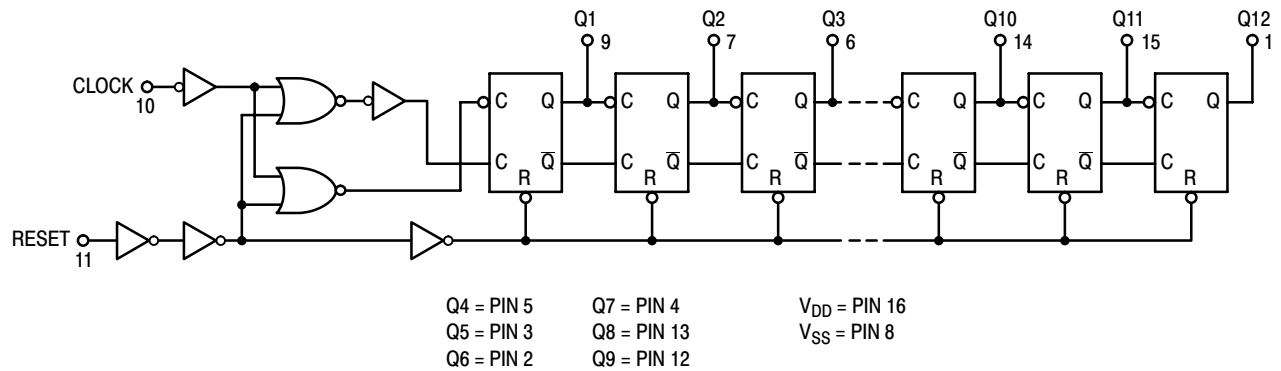 Q1 Q2 Q3 Q10 Q11 Q12
9 7 6 14 15 1
CLOCK
10
C Q C Q C Q C Q C Q C Q
C Q̅ C Q̅ C Q̅ C Q̅ C Q̅ C
R R R R R R
RESET
11
Q4 = PIN 5 Q7 = PIN 4 V_DD = PIN 16
Q5 = PIN 3 Q8 = PIN 13 V_SS = PIN 8
Q6 = PIN 2 Q9 = PIN 12